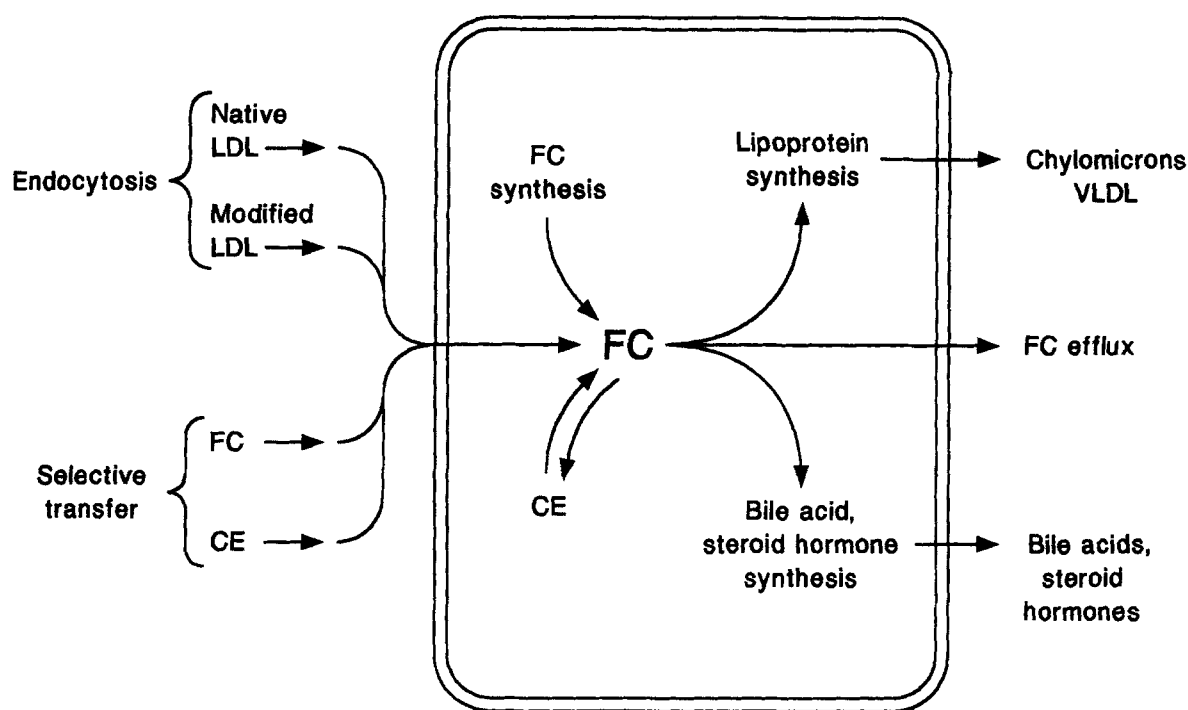 Endocytosis
Native
LDL
Modified
LDL
Selective
transfer
FC
CE
FC
synthesis
FC
CE
Lipoprotein
synthesis
Bile acid,
steroid hormone
synthesis
Chylomicrons
VLDL
FC efflux
Bile acids,
steroid
hormones